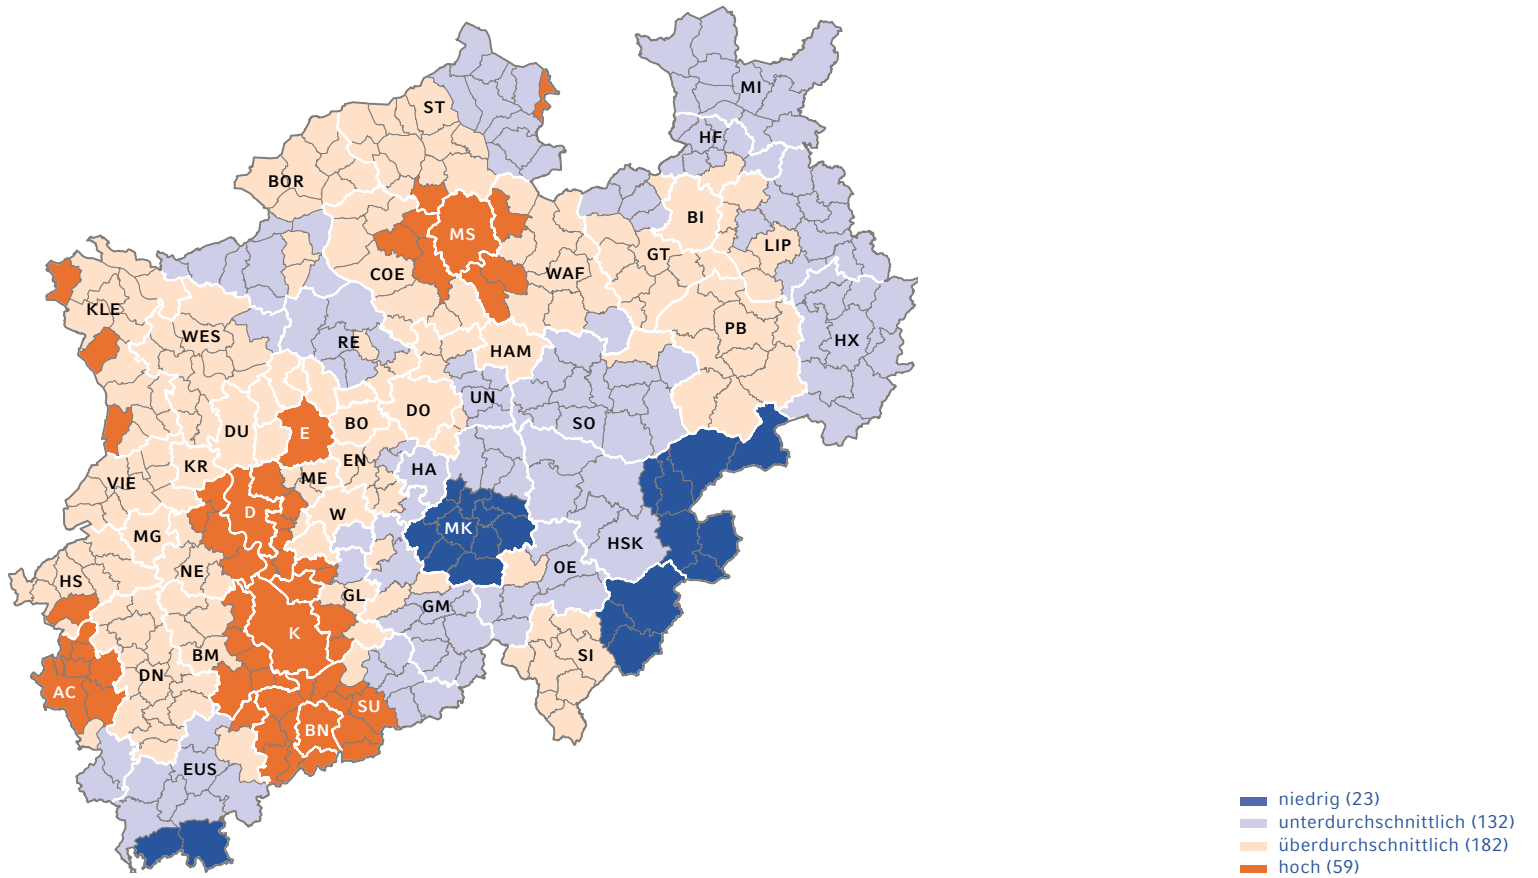 MI
ST
HF
BOR
BI
MS
LIP
GT
COE
WAF
KLE
PB
WES
RE
HX
HAM
UN
DO
BO
SO
DU
E
EN
KR
HA
ME
VIE
D
W
MK
MG
HSK
OE
NE
HS
GL
GM
K
BM
SI
DN
AC
SU
BN
EUS
niedrig (23)
unterdurchschnittlich (132)
überdurchschnittlich (182)
hoch (59)